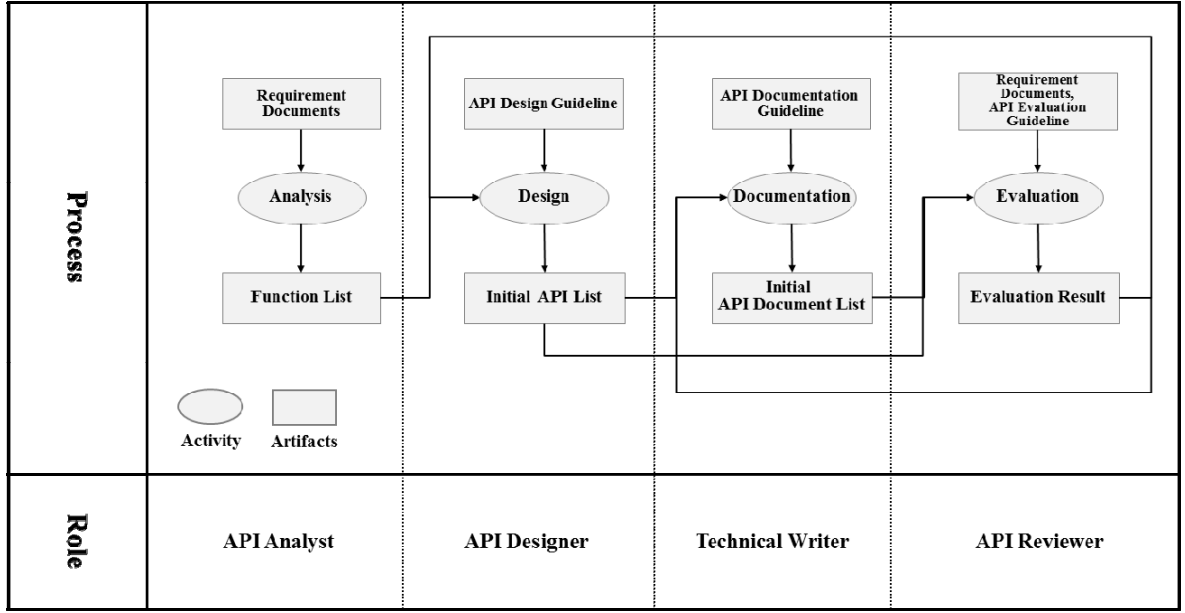 Process
Requirement
Documents
API Design Guideline
API Documentation
Guideline
Requirement
Documents,
API Evaluation
Guideline
Analysis
Design
Documentation
Evaluation
Function List
Initial API List
Initial
API Document List
Evaluation Result
Activity
Artifacts
Role
API Analyst
API Designer
Technical Writer
API Reviewer